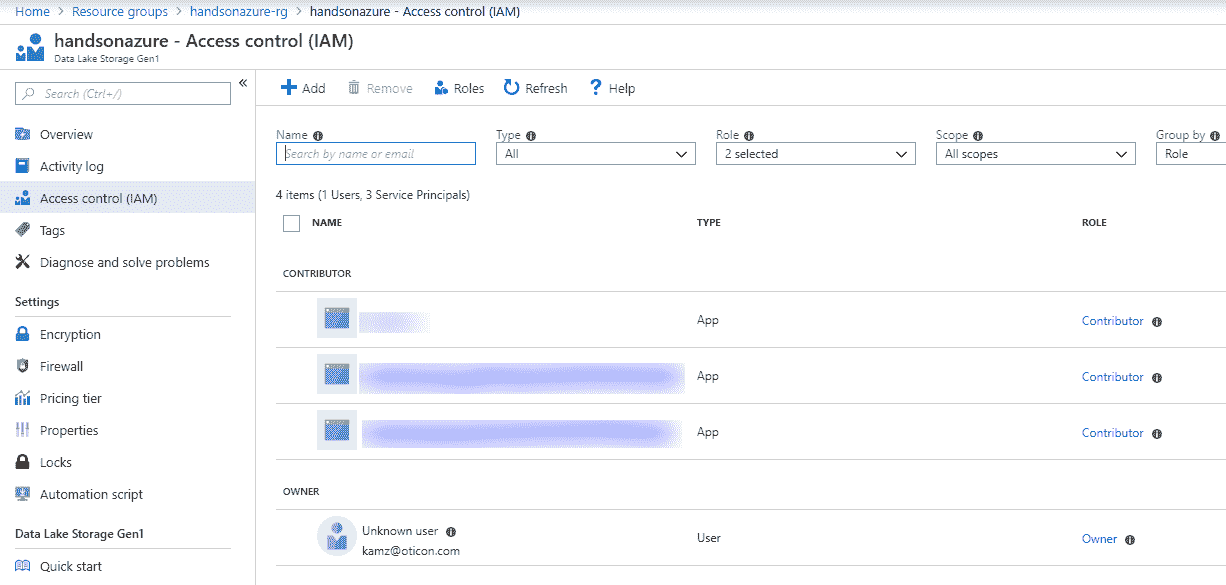 Home > Resource groups > handsonazure-rg > handsonazure - Access control (IAM)
handsonazure - Access control (IAM)
Data Lake Storage Gen1
Search (Ctrl+/)
Overview
Activity log
Access control (IAM)
Tags
Diagnose and solve problems
Settings
Encryption
Firewall
Pricing tier
Properties
Locks
Automation script
Data Lake Storage Gen1
Quick start
Add Remove Roles Refresh Help
Name Type Role Scope Group by
Search by name or email All 2 selected All scopes Role
4 items (1 Users, 3 Service Principals)
NAME TYPE ROLE
CONTRIBUTOR
App Contributor
App Contributor
App Contributor
OWNER
Unknown user
kamz@oticon.com
User Owner